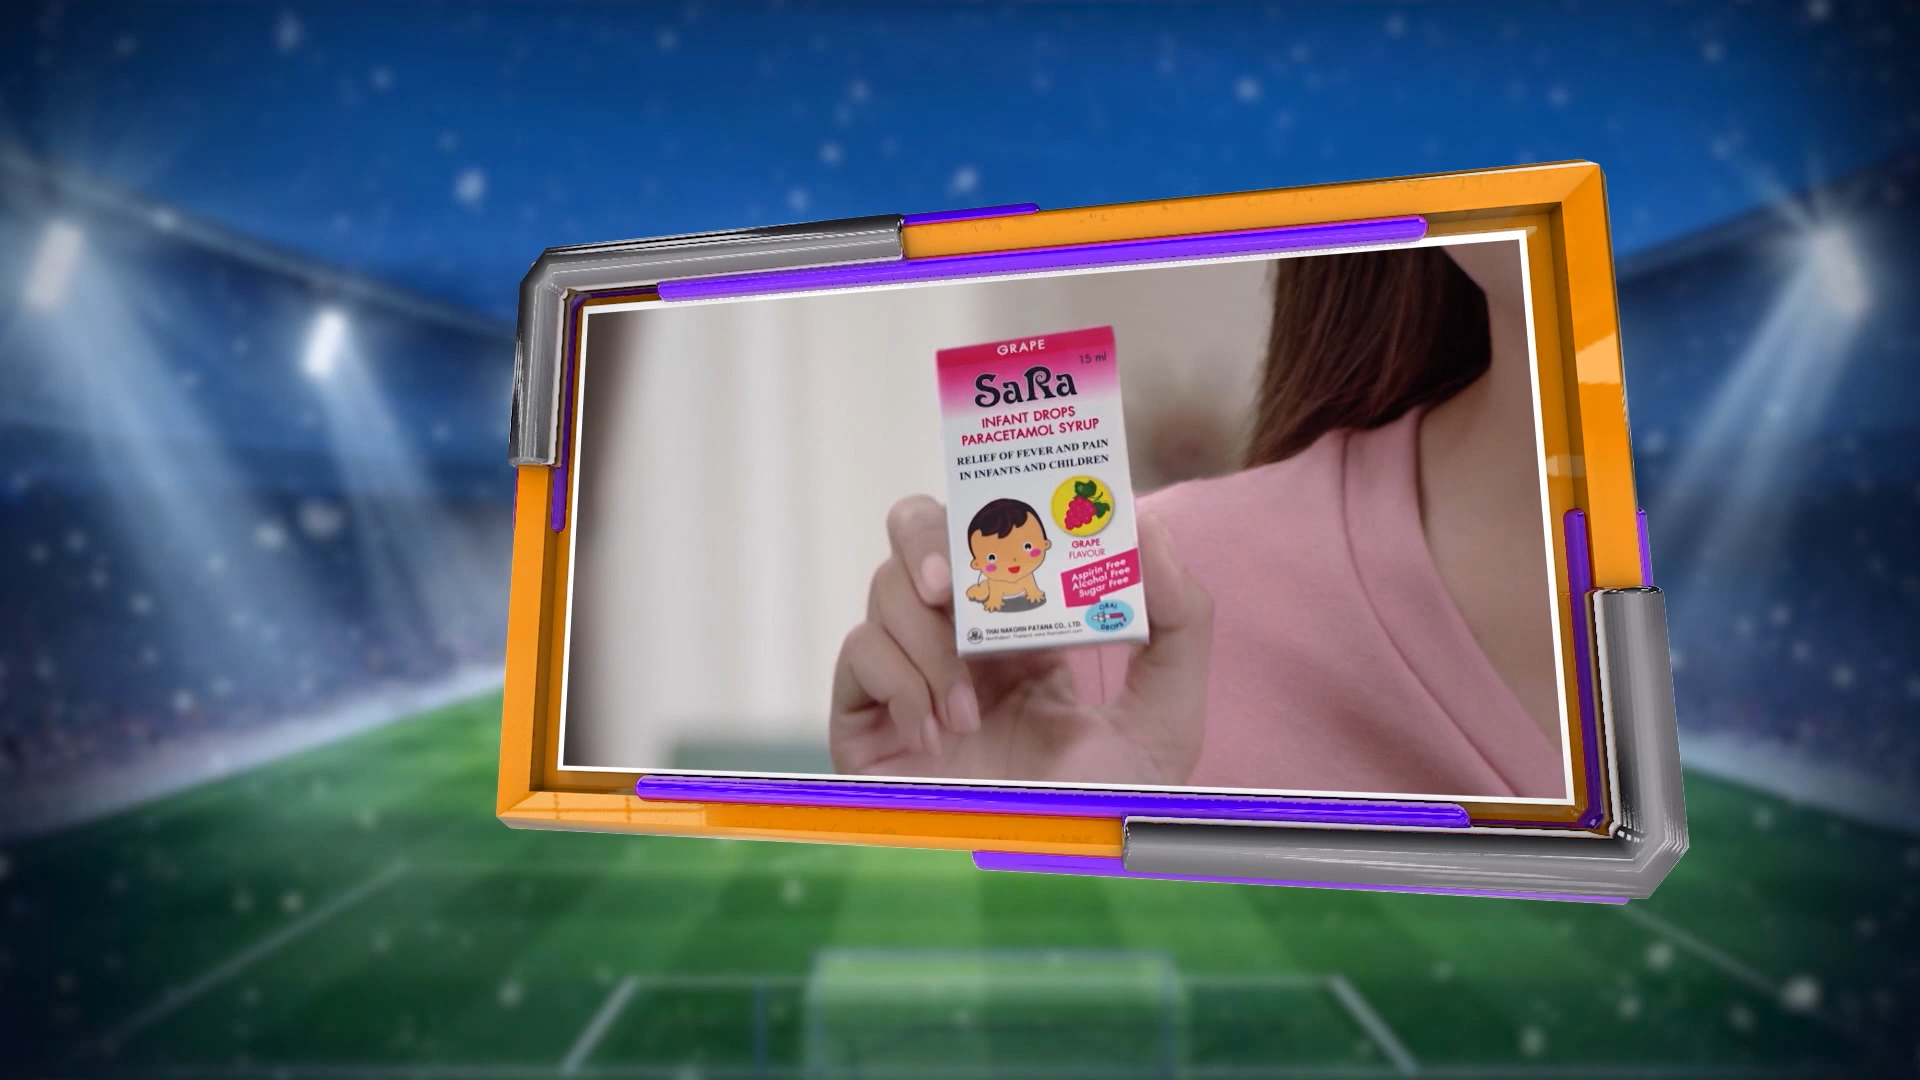 GRAPE
15 ml
SaRa
INFANT DROPS
PARACETAMOL SYRUP
RELIEF OF FEVER AND PAIN
IN INFANTS AND CHILDREN
GRAPE
FLAVOUR
Aspirin Free
Alcohol Free
Sugar Free
ORAL
DROPS
THAI NAKORN PATANA CO., LTD.